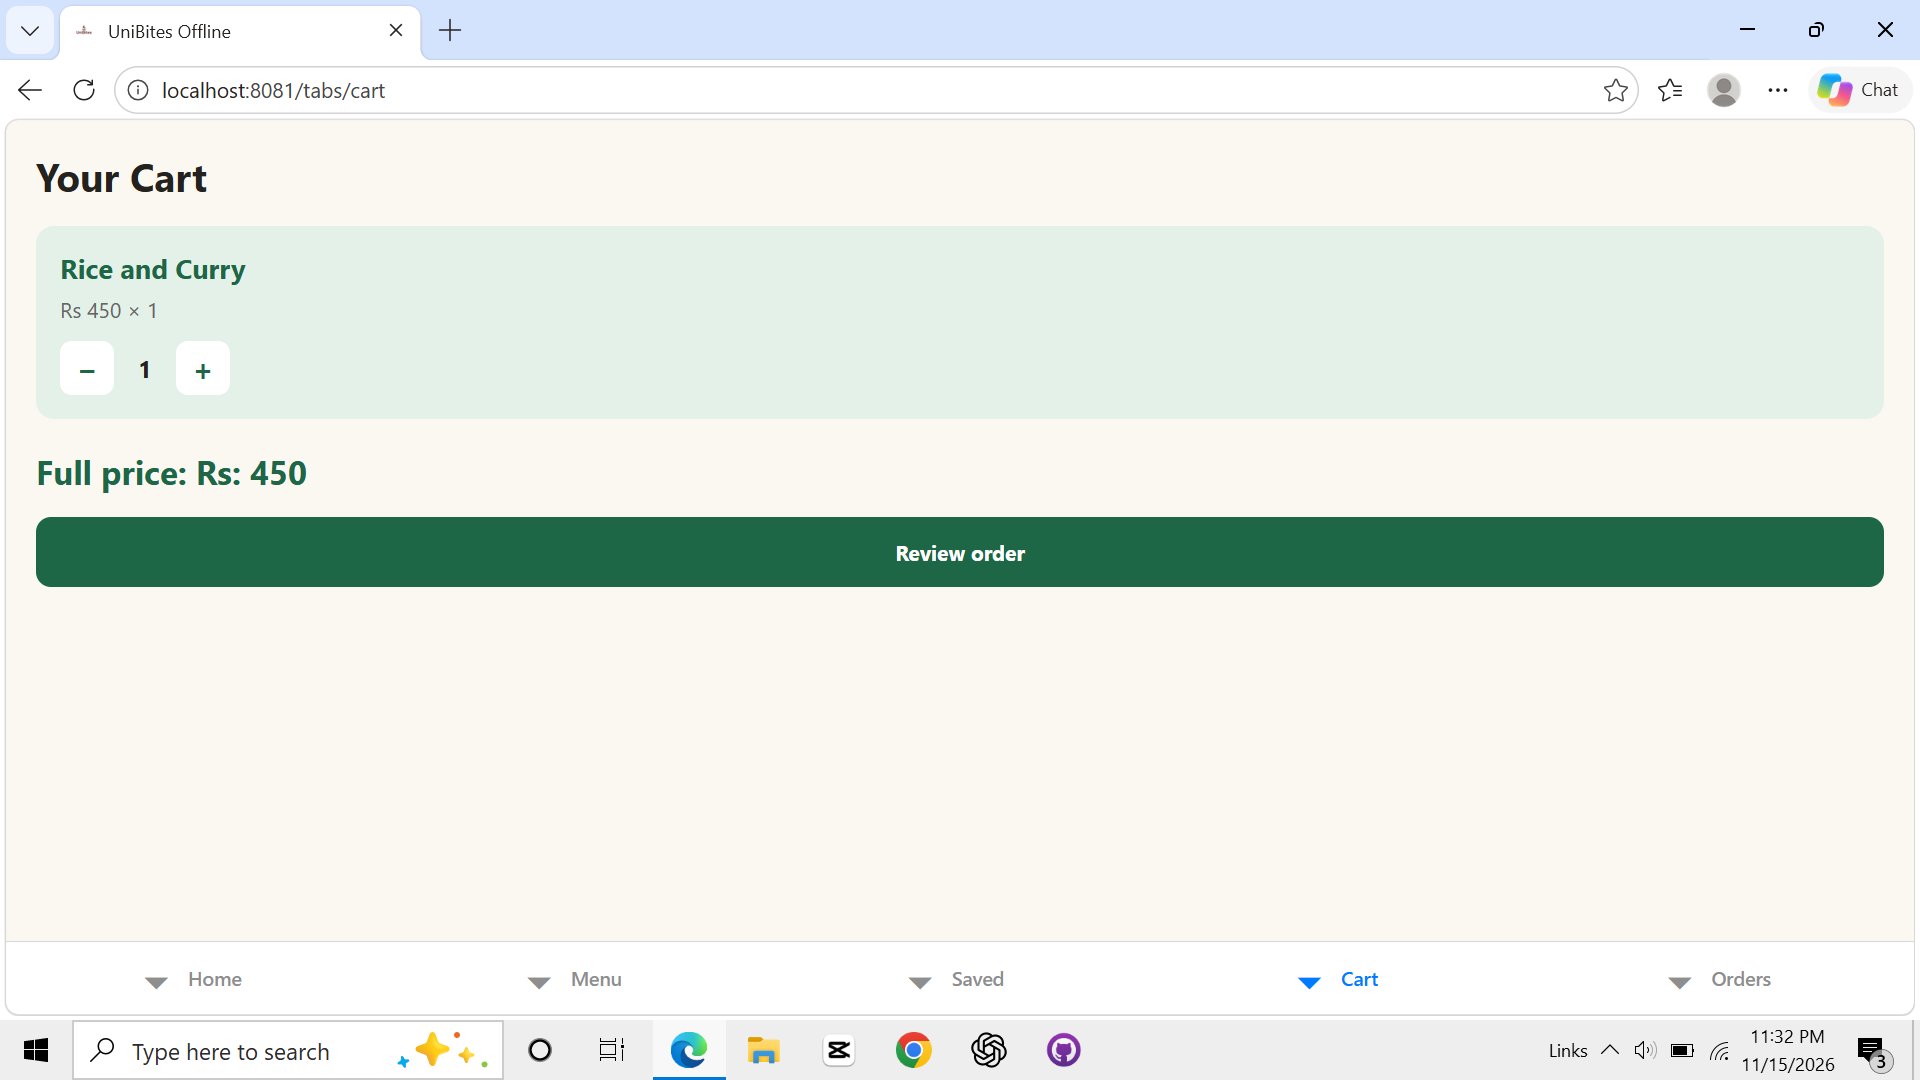 UniBites Offline
localhost:8081/tabs/cart
Chat
Your Cart
Rice and Curry
Rs 450 × 1
− 1 +
Full price: Rs: 450
Review order
Home Menu Saved Cart Orders
Type here to search
Links
11:32 PM
11/15/2026
3